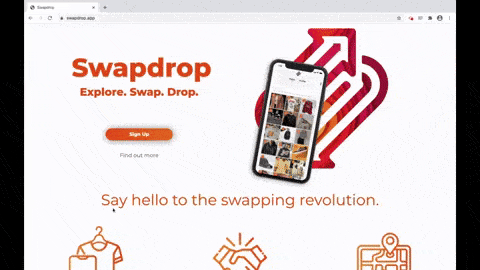 Swapdrop
swapdrop.app
Swapdrop
Explore. Swap. Drop.
Sign Up
Find out more
Say hello to the swapping revolution.